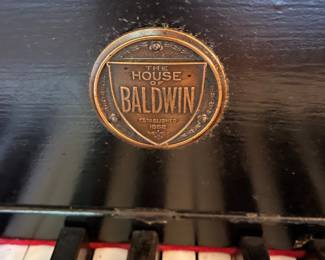 THE
HOUSE
OF
BALDWIN
ESTABLISHED
1862